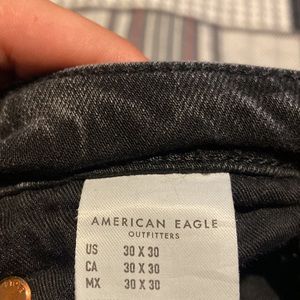 AMERICAN EAGLE
OUTFITTERS
US 30 X 30
CA 30 X 30
MX 30 X 30